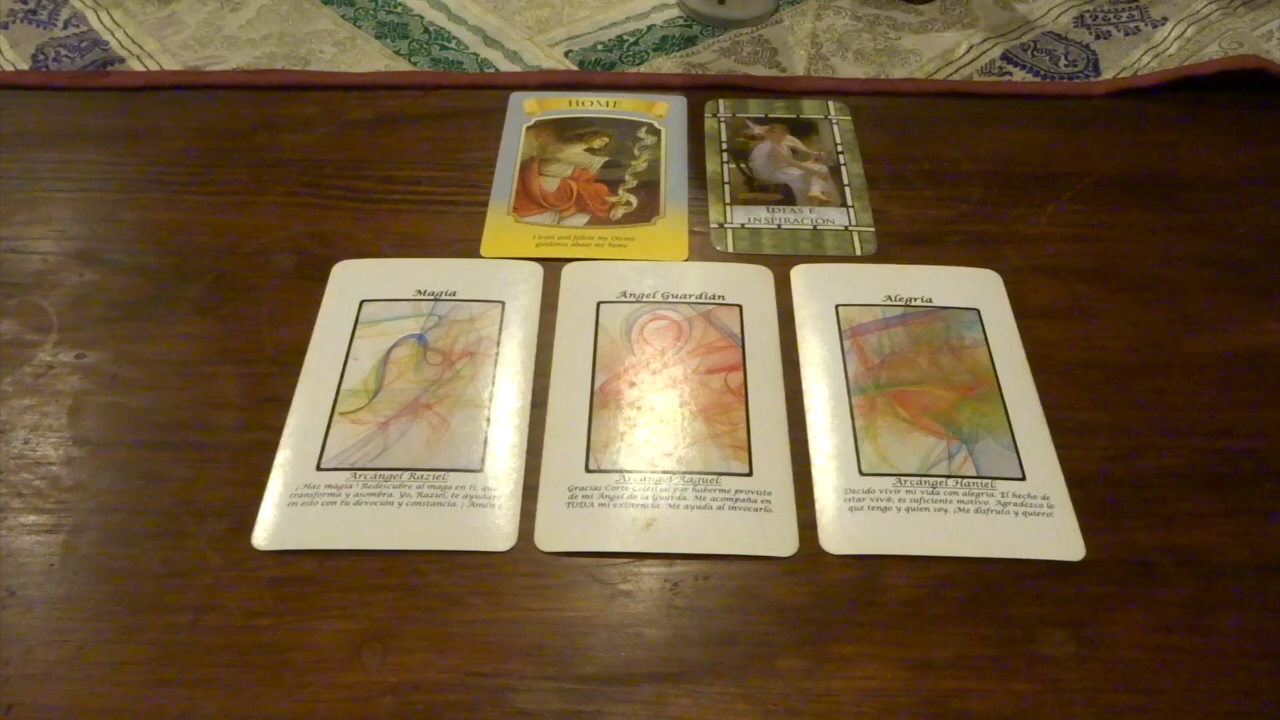 HOME
I trust and follow my Divine
guidance about my home
IDEAS E
INSPIRACIÓN
Magia
Arcángel Raziel:
¡Haz magia! Redescubre al mago en ti, que
transforma y asombra. Yo, Raziel, te ayudaré
en esto con tu devoción y constancia. ¡Amén!
Ángel Guardián
Arcángel Raguel:
Gracias Corte Celestial por haberme provisto
de mi Ángel de la Guarda. Me acompaña en
TODA mi existencia. Me ayuda al invocarlo.
Alegría
Arcángel Haniel:
Decido vivir mi vida con alegría. El hecho de
estar viv@, es suficiente motivo. Agradezco lo
que tengo y quien soy. ¡Me disfruto y quiero!